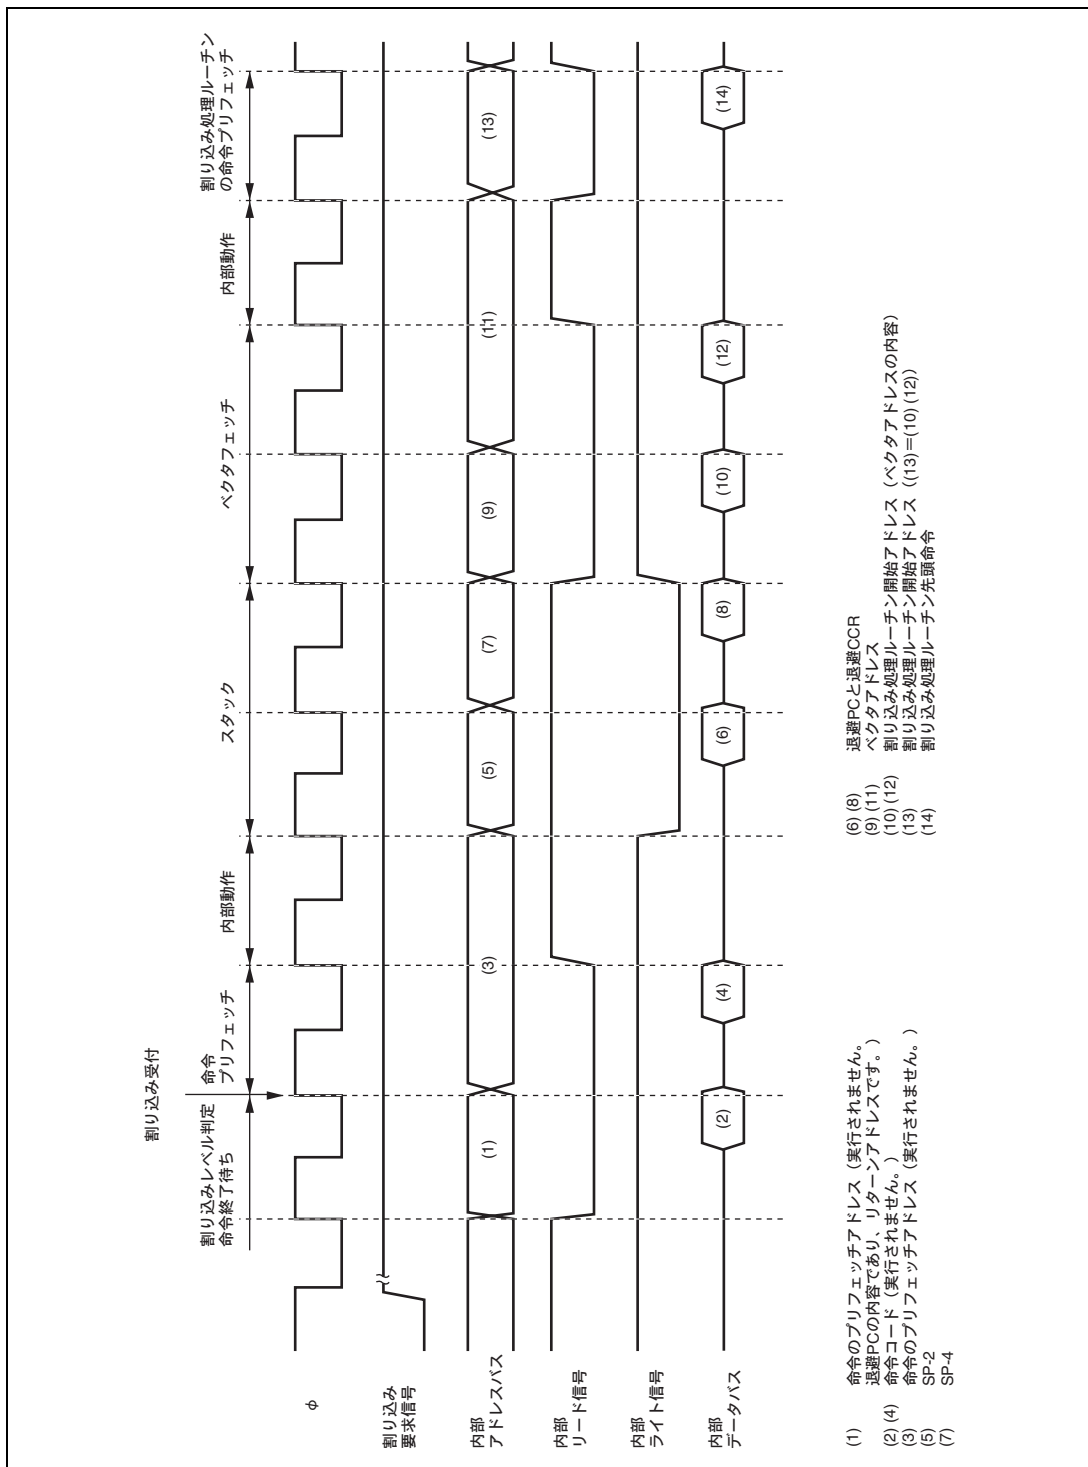 割り込み受付
割り込みレベル判定
命令終了待ち
命令
プリフェッチ
内部動作
スタック
ベクタフェッチ
内部動作
割り込み処理ルーチン
の命令プリフェッチ
φ
割り込み
要求信号
内部
アドレスバス
(1)
(3)
(5)
(7)
(9)
(11)
(13)
内部
リード信号
内部
ライト信号
内部
データバス
(2)
(4)
(6)
(8)
(10)
(12)
(14)
(1) 命令のプリフェッチアドレス（実行されません。
退避PCの内容であり、リターンアドレスです。）
(2) (4) 命令コード（実行されません。）
(3) 命令のプリフェッチアドレス（実行されません。）
(5) SP-2
(7) SP-4
(6) (8) 退避PCと退避CCR
(9) (11) ベクタアドレス
(10) (12) 割り込み処理ルーチン開始アドレス（ベクタアドレスの内容）
(13) 割り込み処理ルーチン開始アドレス（(13)＝(10) (12)）
(14) 割り込み処理ルーチン先頭命令